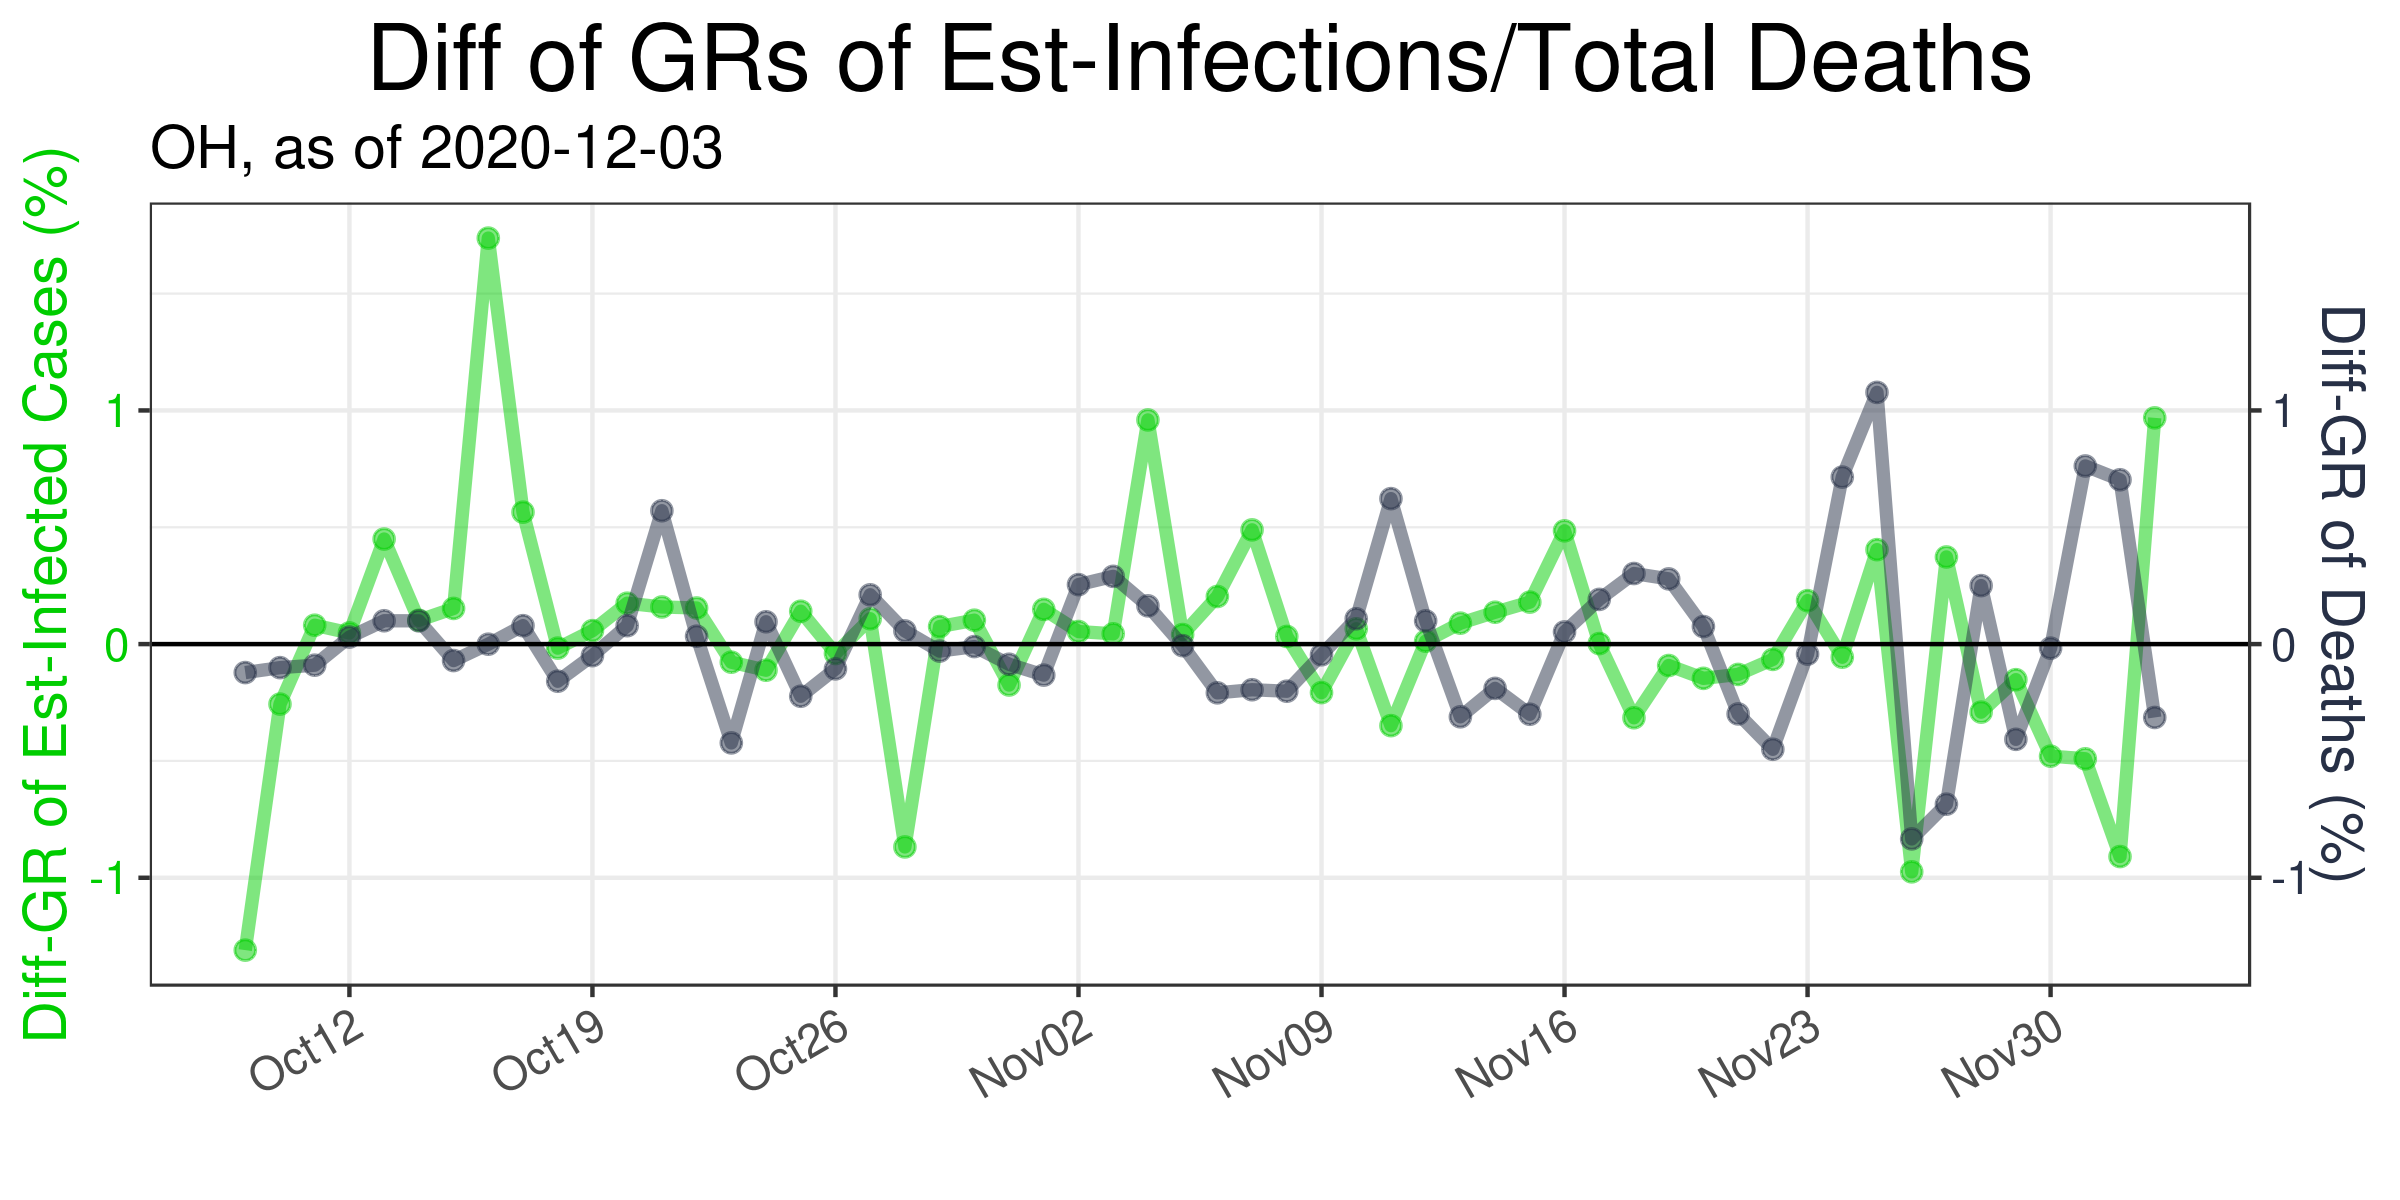 Diff of GRs of Est-Infections/Total Deaths
OH, as of 2020-12-03
Diff-GR of Est-Infected Cases (%)
1
0
-1
1
0
-1
Diff-GR of Deaths (%)
Oct12
Oct19
Oct26
Nov02
Nov09
Nov16
Nov23
Nov30